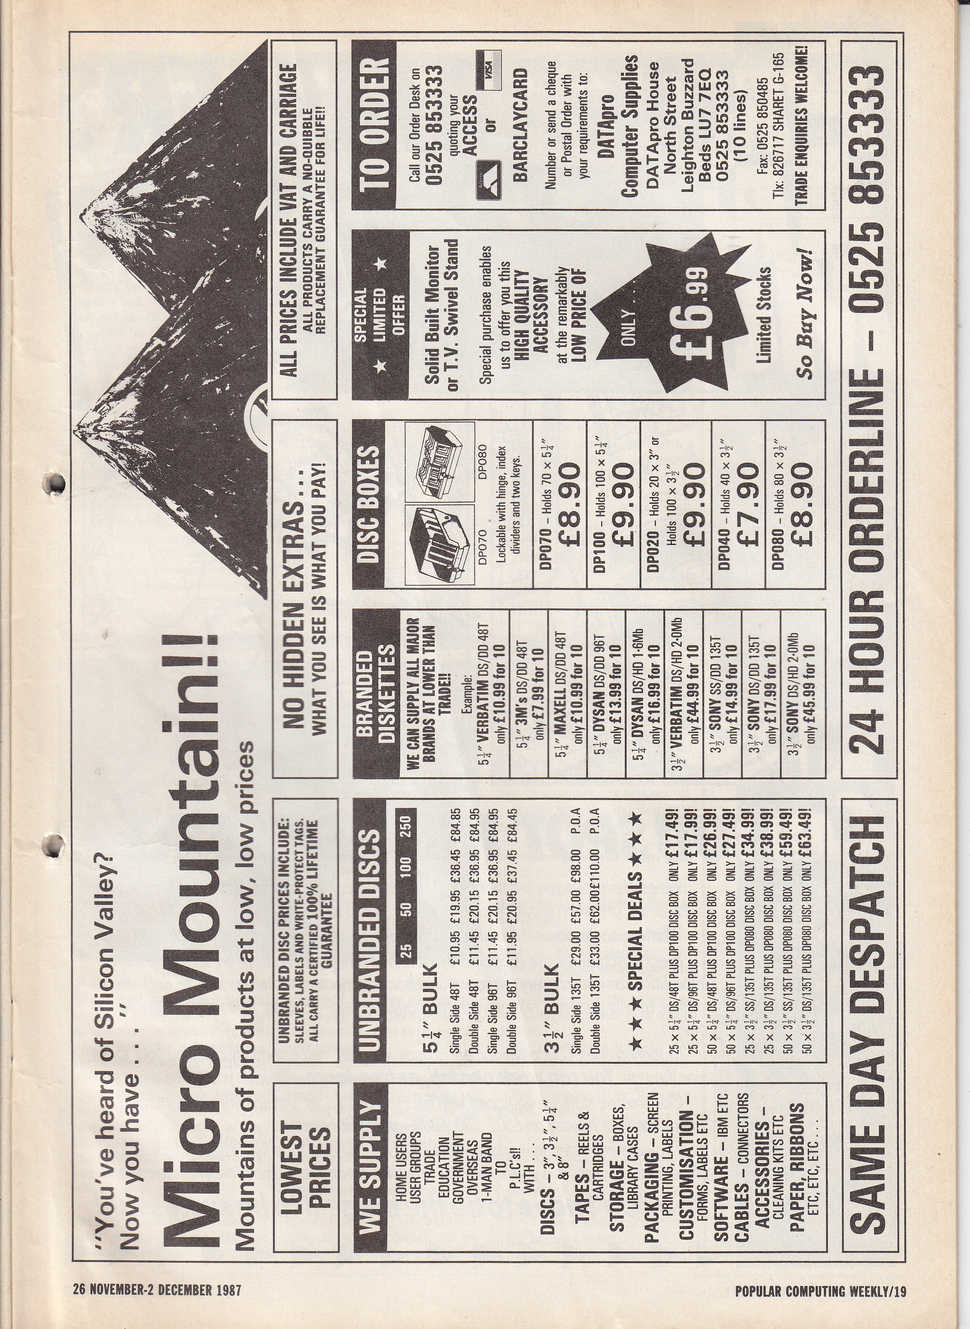 "You've heard of Silicon Valley?
Now you have . . ."
Micro Mountain!!
Mountains of products at low, low prices
LOWEST
PRICES
UNBRANDED DISC PRICES INCLUDE:
SLEEVES, LABELS AND WRITE-PROTECT TAGS.
ALL CARRY A CERTIFIED 100% LIFETIME
GUARANTEE
NO HIDDEN EXTRAS...
WHAT YOU SEE IS WHAT YOU PAY!
ALL PRICES INCLUDE VAT AND CARRIAGE
ALL PRODUCTS CARRY A NO-QUIBBLE
REPLACEMENT GUARANTEE FOR LIFE!!
WE SUPPLY
HOME USERS
USER GROUPS
TRADE
EDUCATION
GOVERNMENT
OVERSEAS
1-MAN BAND
TO
P.L.C's!!
WITH . . .
DISCS – 3", 3½", 5¼"
& 8"
TAPES – REELS &
CARTRIDGES
STORAGE – BOXES,
LIBRARY CASES
PACKAGING – SCREEN
PRINTING, LABELS
CUSTOMISATION –
FORMS, LABELS ETC
SOFTWARE – IBM ETC
CABLES – CONNECTORS
ACCESSORIES –
CLEANING KITS ETC
PAPER, RIBBONS
ETC, ETC, ETC . . .
UNBRANDED DISCS
25 50 100 250
5¼" BULK
Single Side 48T £10.95 £19.95 £36.45 £84.85
Double Side 48T £11.45 £20.15 £36.95 £84.95
Single Side 96T £11.45 £20.15 £36.95 £84.95
Double Side 96T £11.95 £20.95 £37.45 £84.45
3½" BULK
Single Side 135T £29.00 £57.00 £98.00 P.O.A
Double Side 135T £33.00 £62.00 £110.00 P.O.A
★ ★ ★ SPECIAL DEALS ★ ★ ★
25 × 5¼" DS/48T PLUS DP100 DISC BOX ONLY £17.49!
25 × 5¼" DS/96T PLUS DP100 DISC BOX ONLY £17.99!
50 × 5¼" DS/48T PLUS DP100 DISC BOX ONLY £26.99!
50 × 5¼" DS/96T PLUS DP100 DISC BOX ONLY £27.49!
25 × 3½" SS/135T PLUS DP080 DISC BOX ONLY £34.99!
25 × 3½" DS/135T PLUS DP080 DISC BOX ONLY £38.99!
50 × 3½" SS/135T PLUS DP080 DISC BOX ONLY £59.49!
50 × 3½" DS/135T PLUS DP080 DISC BOX ONLY £63.49!
BRANDED
DISKETTES
WE CAN SUPPLY ALL MAJOR
BRANDS AT LOWER THAN
TRADE!!
Example:
5¼" VERBATIM DS/DD 48T
only £10.99 for 10
5¼" 3M's DS/DD 48T
only £7.99 for 10
5¼" MAXELL DS/DD 48T
only £10.99 for 10
5¼" DYSAN DS/DD 96T
only £13.99 for 10
5¼" DYSAN DS/HD 1·6Mb
only £16.99 for 10
3½" VERBATIM DS/HD 2·0Mb
only £44.99 for 10
3½" SONY SS/DD 135T
only £14.99 for 10
3½" SONY DS/DD 135T
only £17.99 for 10
3½" SONY DS/HD 2·0Mb
only £45.99 for 10
DISC BOXES
DP070 DP080
Lockable with hinge, index
dividers and two keys.
DP070 – Holds 70 × 5¼"
£8.90
DP100 – Holds 100 × 5¼"
£9.90
DP020 – Holds 20 × 3" or
Holds 100 × 3½"
£9.90
DP040 – Holds 40 × 3½"
£7.90
DP080 – Holds 80 × 3½"
£8.90
SPECIAL
★ LIMITED ★
OFFER
Solid Built Monitor
or T.V. Swivel Stand
Special purchase enables
us to offer you this
HIGH QUALITY
ACCESSORY
at the remarkably
LOW PRICE OF
ONLY . . .
£6.99
Limited Stocks
So Buy Now!
TO ORDER
Call our Order Desk on
0525 853333
quoting your
ACCESS
or
VISA
BARCLAYCARD
Number or send a cheque
or Postal Order with
your requirements to:
DATApro
Computer Supplies
DATApro House
North Street
Leighton Buzzard
Beds LU7 7EQ
0525 853333
(10 lines)
Fax: 0525 850485
Tlx: 826717 SHARET G-165
TRADE ENQUIRIES WELCOME!
SAME DAY DESPATCH
24 HOUR ORDERLINE – 0525 853333
26 NOVEMBER-2 DECEMBER 1987
POPULAR COMPUTING WEEKLY/19